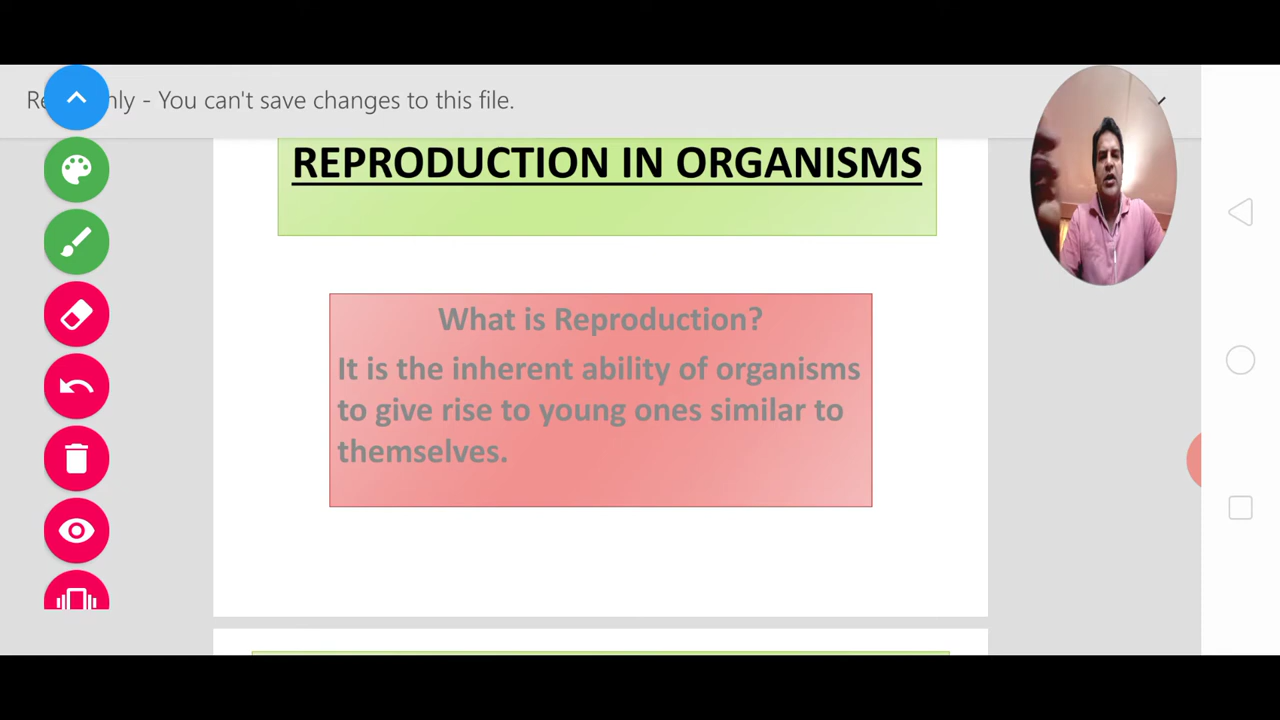 nly - You can't save changes to this file.
REPRODUCTION IN ORGANISMS
What is Reproduction?
It is the inherent ability of organisms
to give rise to young ones similar to
themselves.